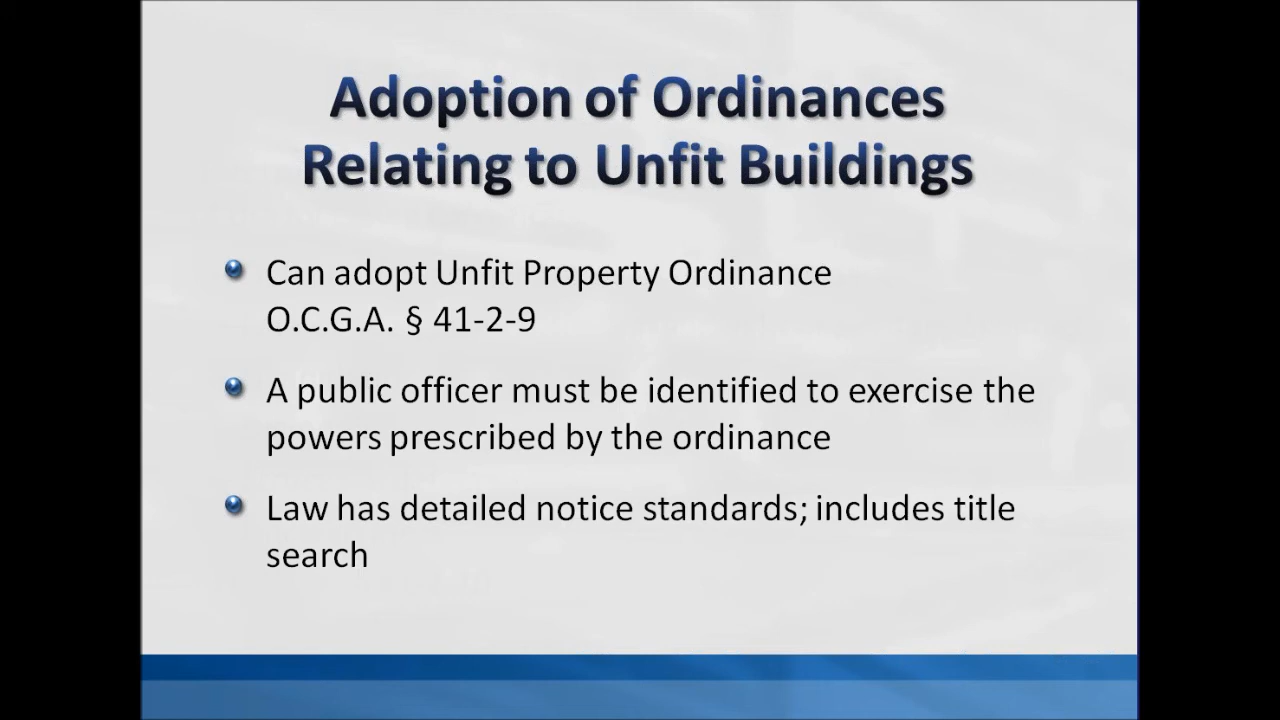 Adoption of Ordinances
Relating to Unfit Buildings
Can adopt Unfit Property Ordinance
O.C.G.A. § 41-2-9
A public officer must be identified to exercise the
powers prescribed by the ordinance
Law has detailed notice standards; includes title
search